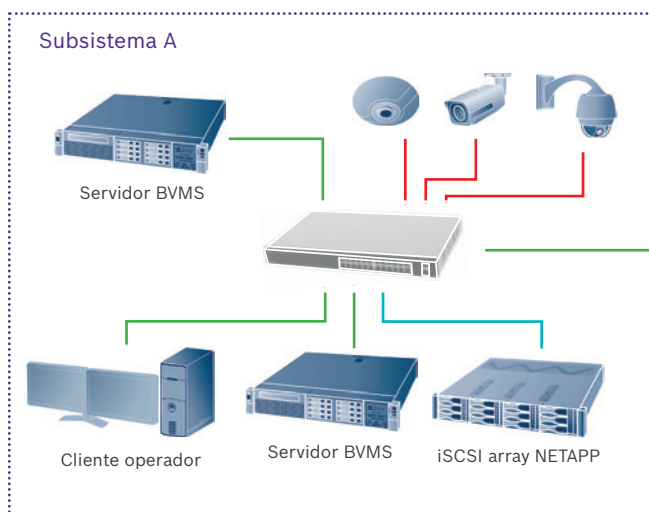 Subsistema A
Servidor BVMS
Cliente operador
Servidor BVMS
iSCSI array NETAPP